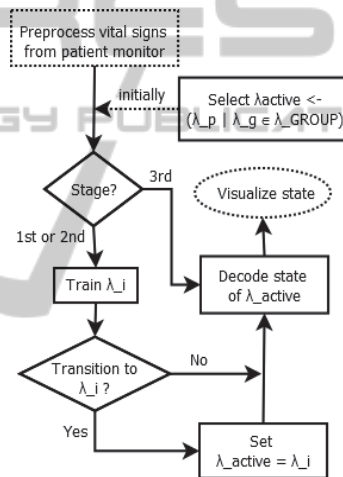 Preprocess vital signs
from patient monitor
initially
Select λactive <-
(λ_p | λ_g ∈ λ_GROUP)
Stage?
3rd
Visualize state
1st or 2nd
Train λ_i
Decode state
of λ_active
Transition to
λ_i ?
No
Yes
Set
λ_active = λ_i